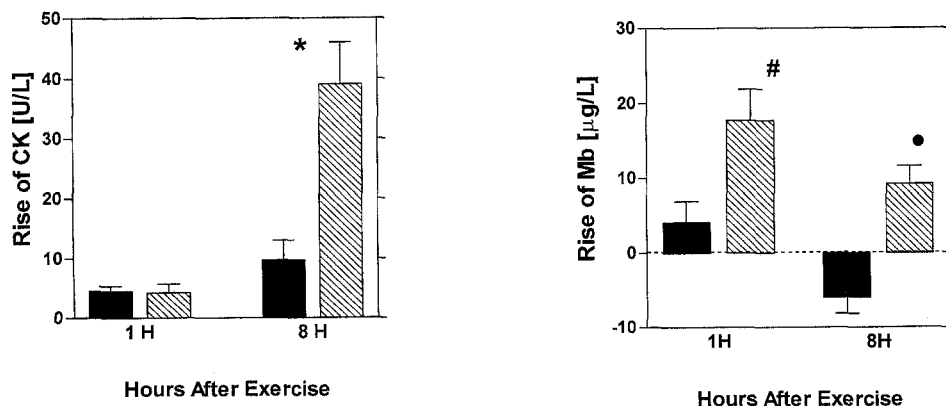 Rise of CK [U/L]
50
40
30
20
10
0
*
1 H
8 H
Hours After Exercise
Rise of Mb [μg/L]
30
20
10
0
-10
#
●
1H
8H
Hours After Exercise